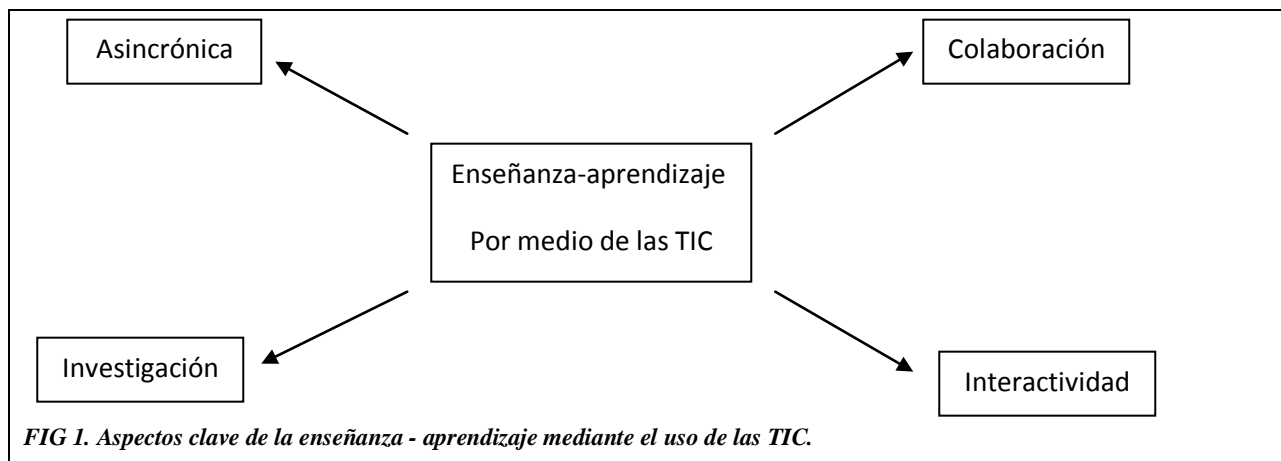 Asincrónica
Colaboración
Enseñanza-aprendizaje
Por medio de las TIC
Investigación
Interactividad
FIG 1. Aspectos clave de la enseñanza - aprendizaje mediante el uso de las TIC.